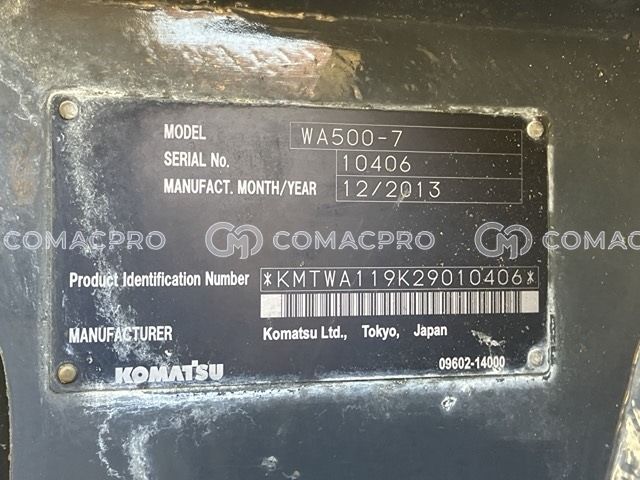 MODEL WA500-7
SERIAL No. 10406
MANUFACT. MONTH/YEAR 12/2013
COMACPRO COMACPRO
Product Identification Number *KMTWA119K29010406*
MANUFACTURER Komatsu Ltd., Tokyo, Japan
KOMATSU 09602-14000